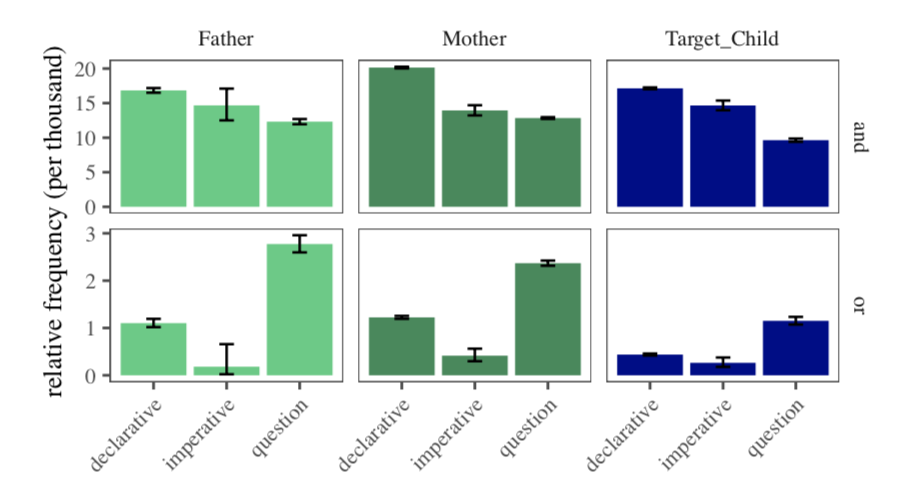 Father
Mother
Target_Child
relative frequency (per thousand)
20
15
10
5
0
and
3
2
1
0
or
declarative
imperative
question
declarative
imperative
question
declarative
imperative
question